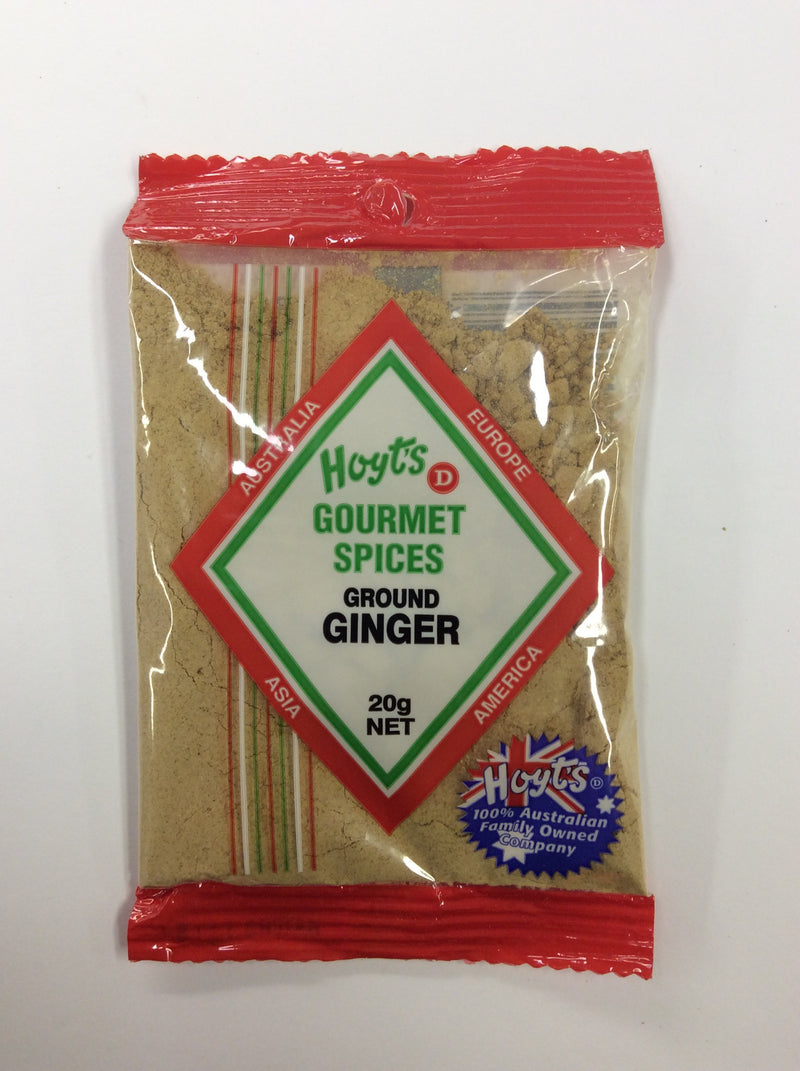 AUSTRALIA
EUROPE
Hoyt's D
GOURMET
SPICES
GROUND
GINGER
20g
NET
ASIA
AMERICA
Hoyt's D
100% Australian
Family Owned
Company